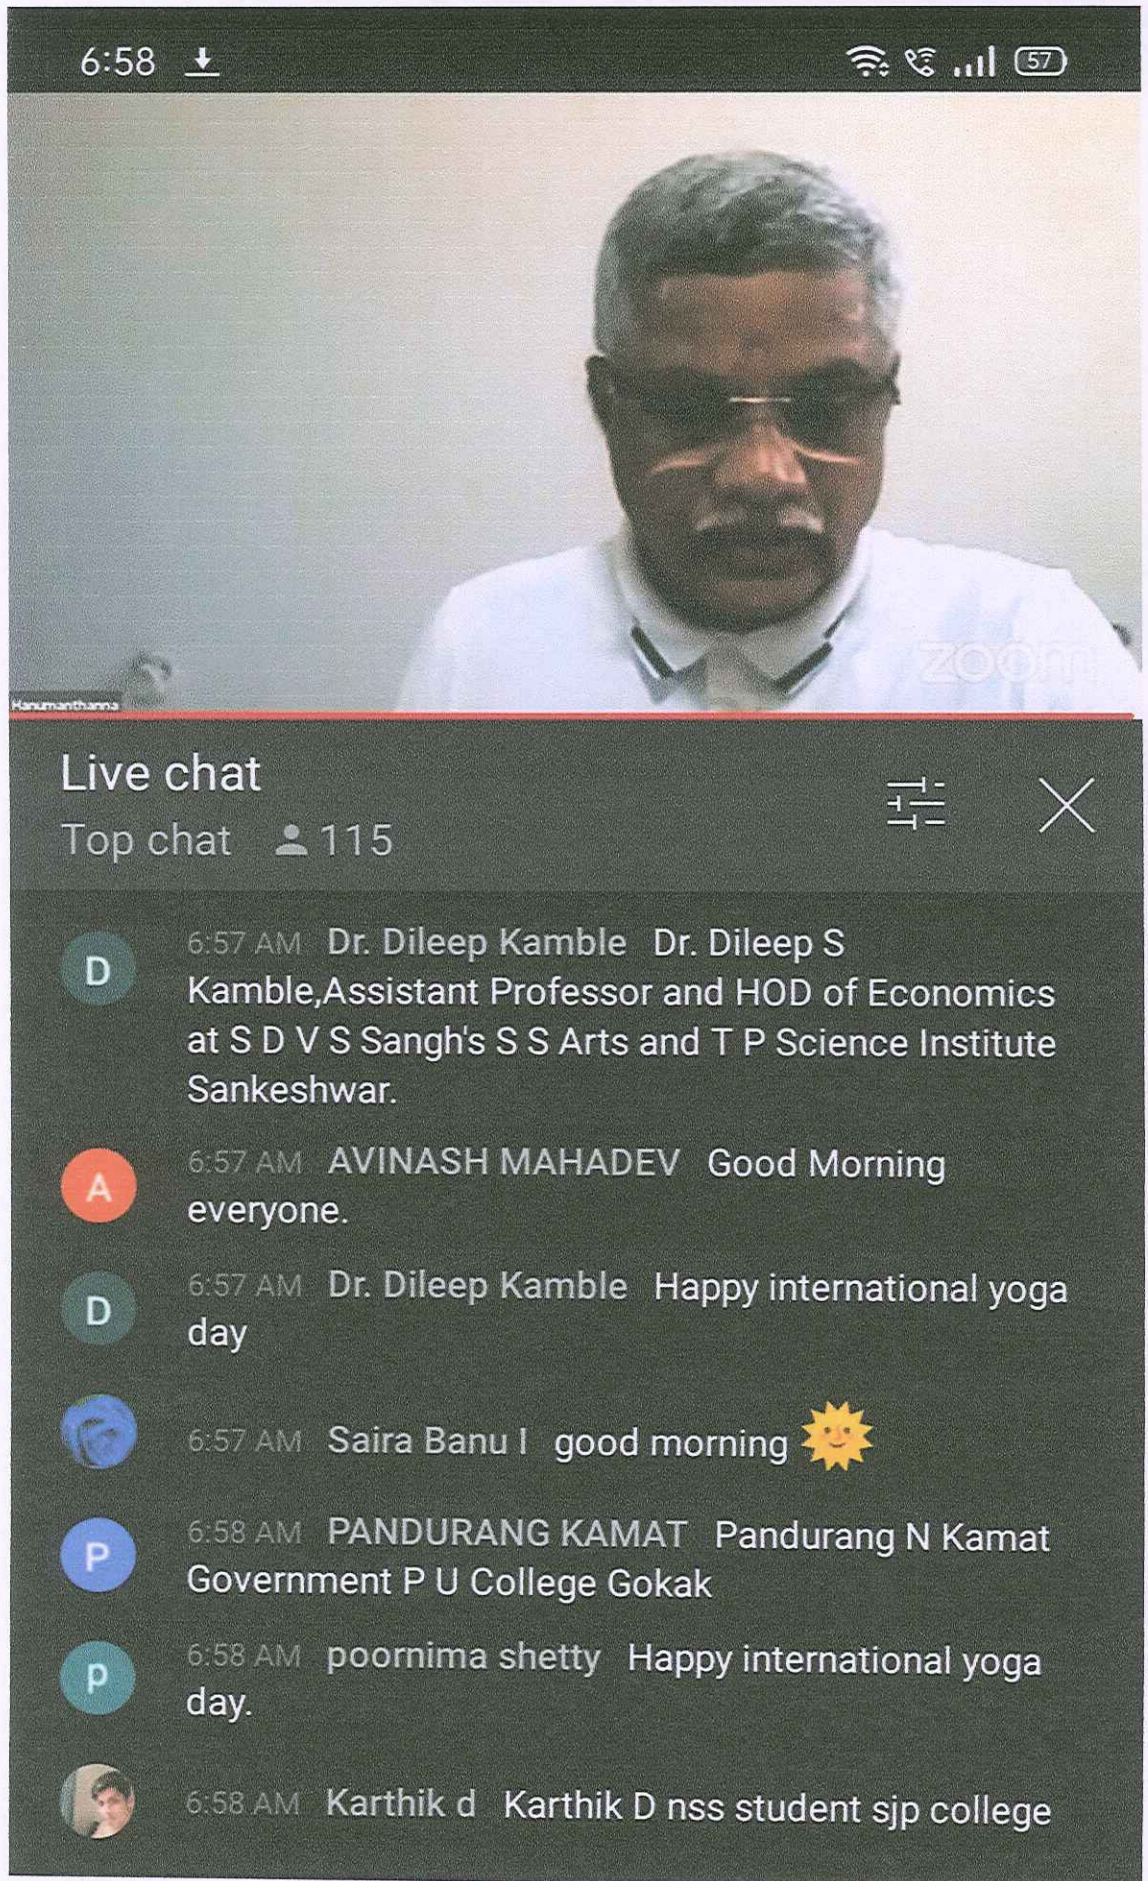 6:58
57
zoom
Hanumanthanna
Live chat
Top chat 115
D
6:57 AM Dr. Dileep Kamble Dr. Dileep S
Kamble,Assistant Professor and HOD of Economics
at S D V S Sangh's S S Arts and T P Science Institute
Sankeshwar.
A
6:57 AM AVINASH MAHADEV Good Morning
everyone.
D
6:57 AM Dr. Dileep Kamble Happy international yoga
day
6:57 AM Saira Banu I good morning 🌞
P
6:58 AM PANDURANG KAMAT Pandurang N Kamat
Government P U College Gokak
p
6:58 AM poornima shetty Happy international yoga
day.
6:58 AM Karthik d Karthik D nss student sjp college